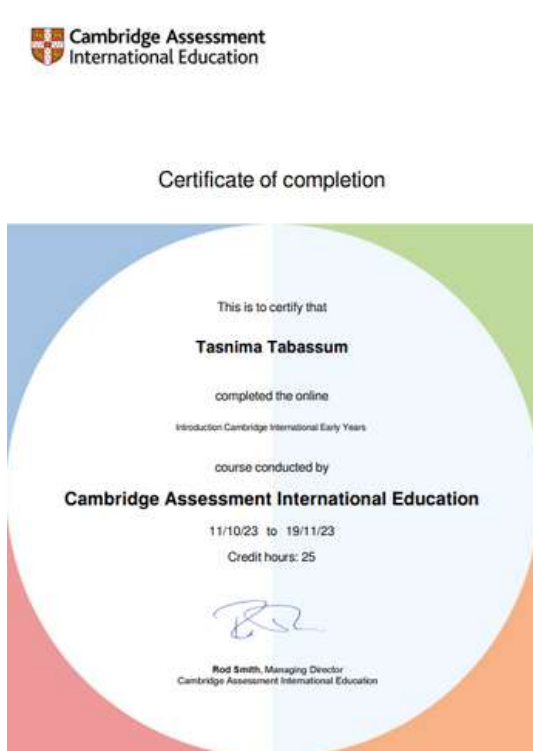 Cambridge Assessment
International Education
Certificate of completion
This is to certify that
Tasnima Tabassum
completed the online
Introduction Cambridge International Early Years
course conducted by
Cambridge Assessment International Education
11/10/23 to 19/11/23
Credit hours: 25
Rod Smith, Managing Director
Cambridge Assessment International Education